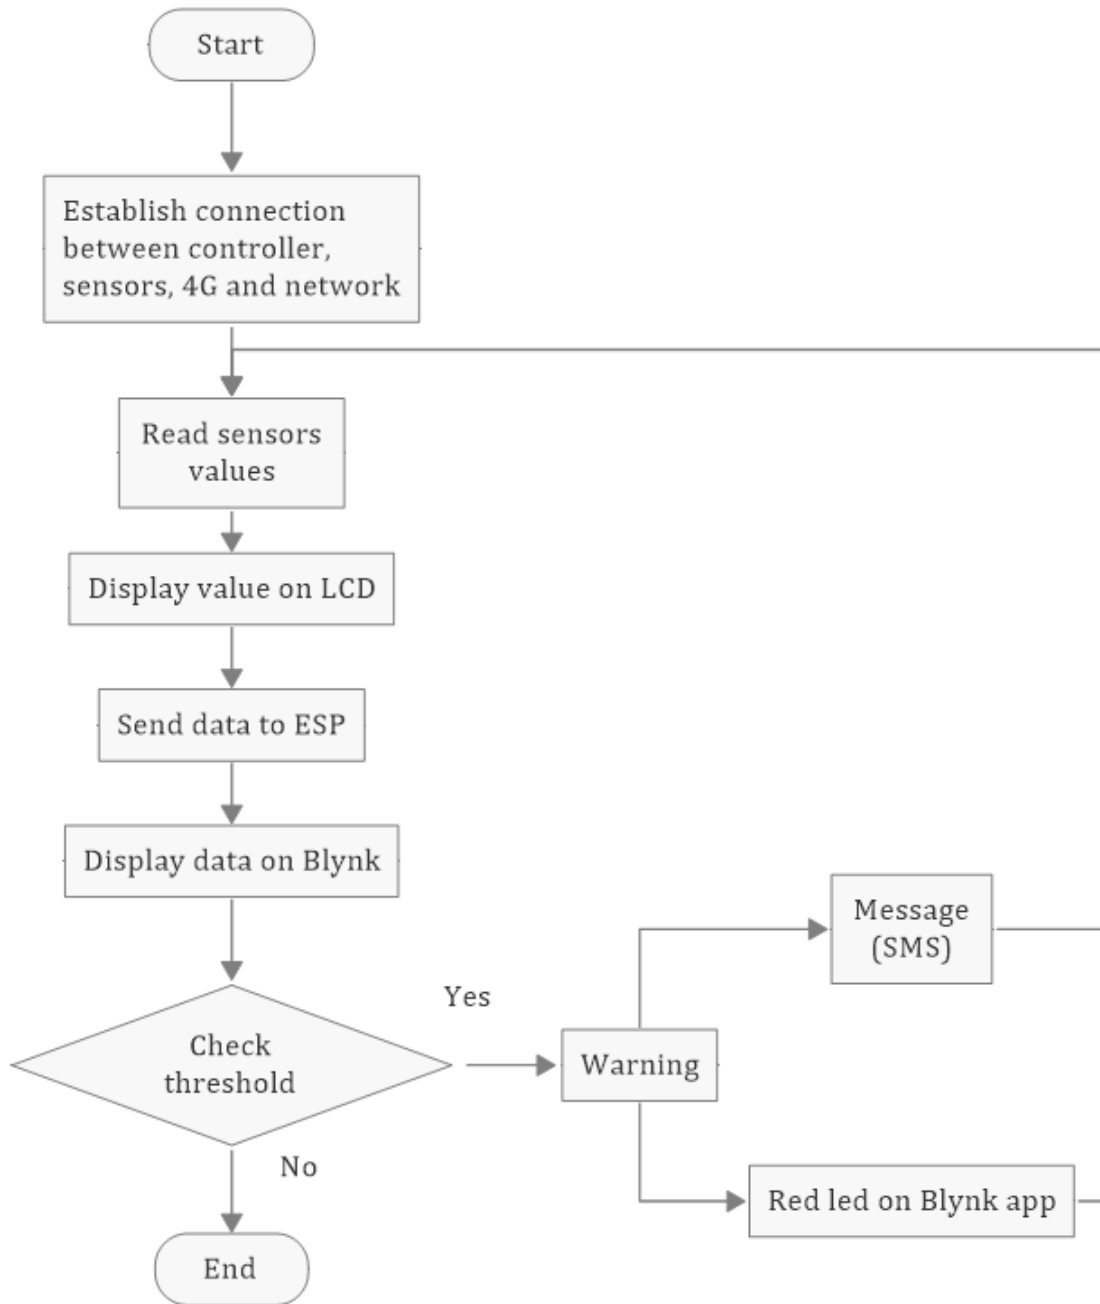 Start
Establish connection
between controller,
sensors, 4G and network
Read sensors
values
Display value on LCD
Send data to ESP
Display data on Blynk
Check
threshold
Yes
No
Warning
Message
(SMS)
Red led on Blynk app
End